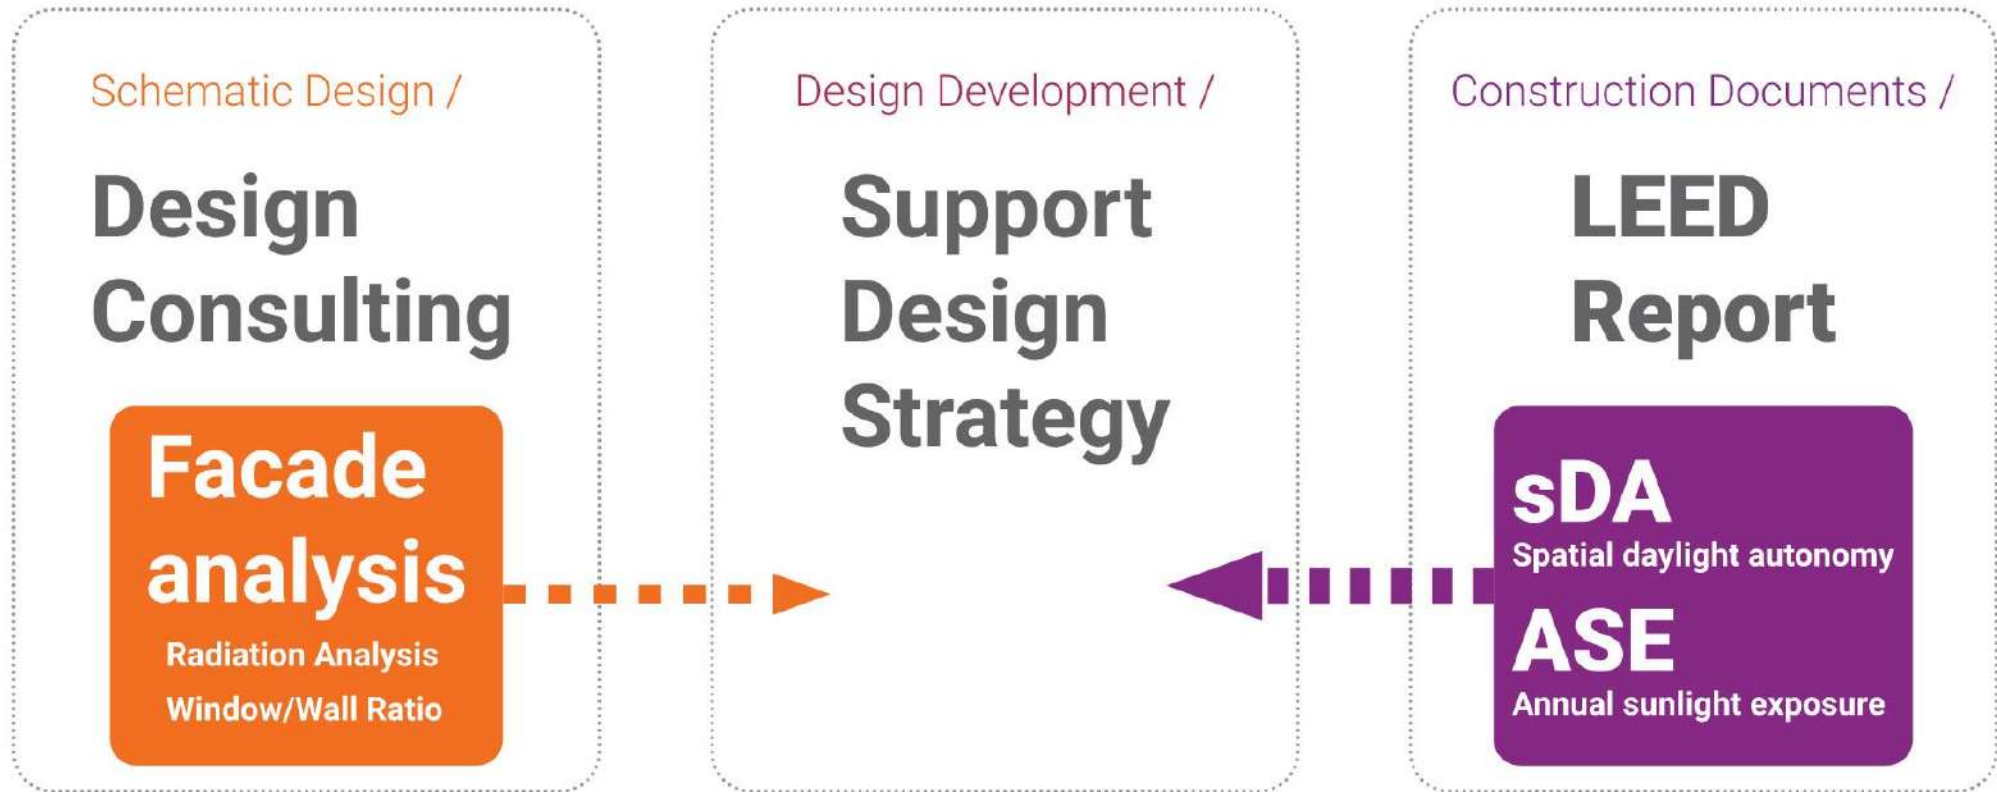 Schematic Design /
Design
Consulting
Facade
analysis
Radiation Analysis
Window/Wall Ratio
Design Development /
Support
Design
Strategy
Construction Documents /
LEED
Report
sDA
Spatial daylight autonomy
ASE
Annual sunlight exposure